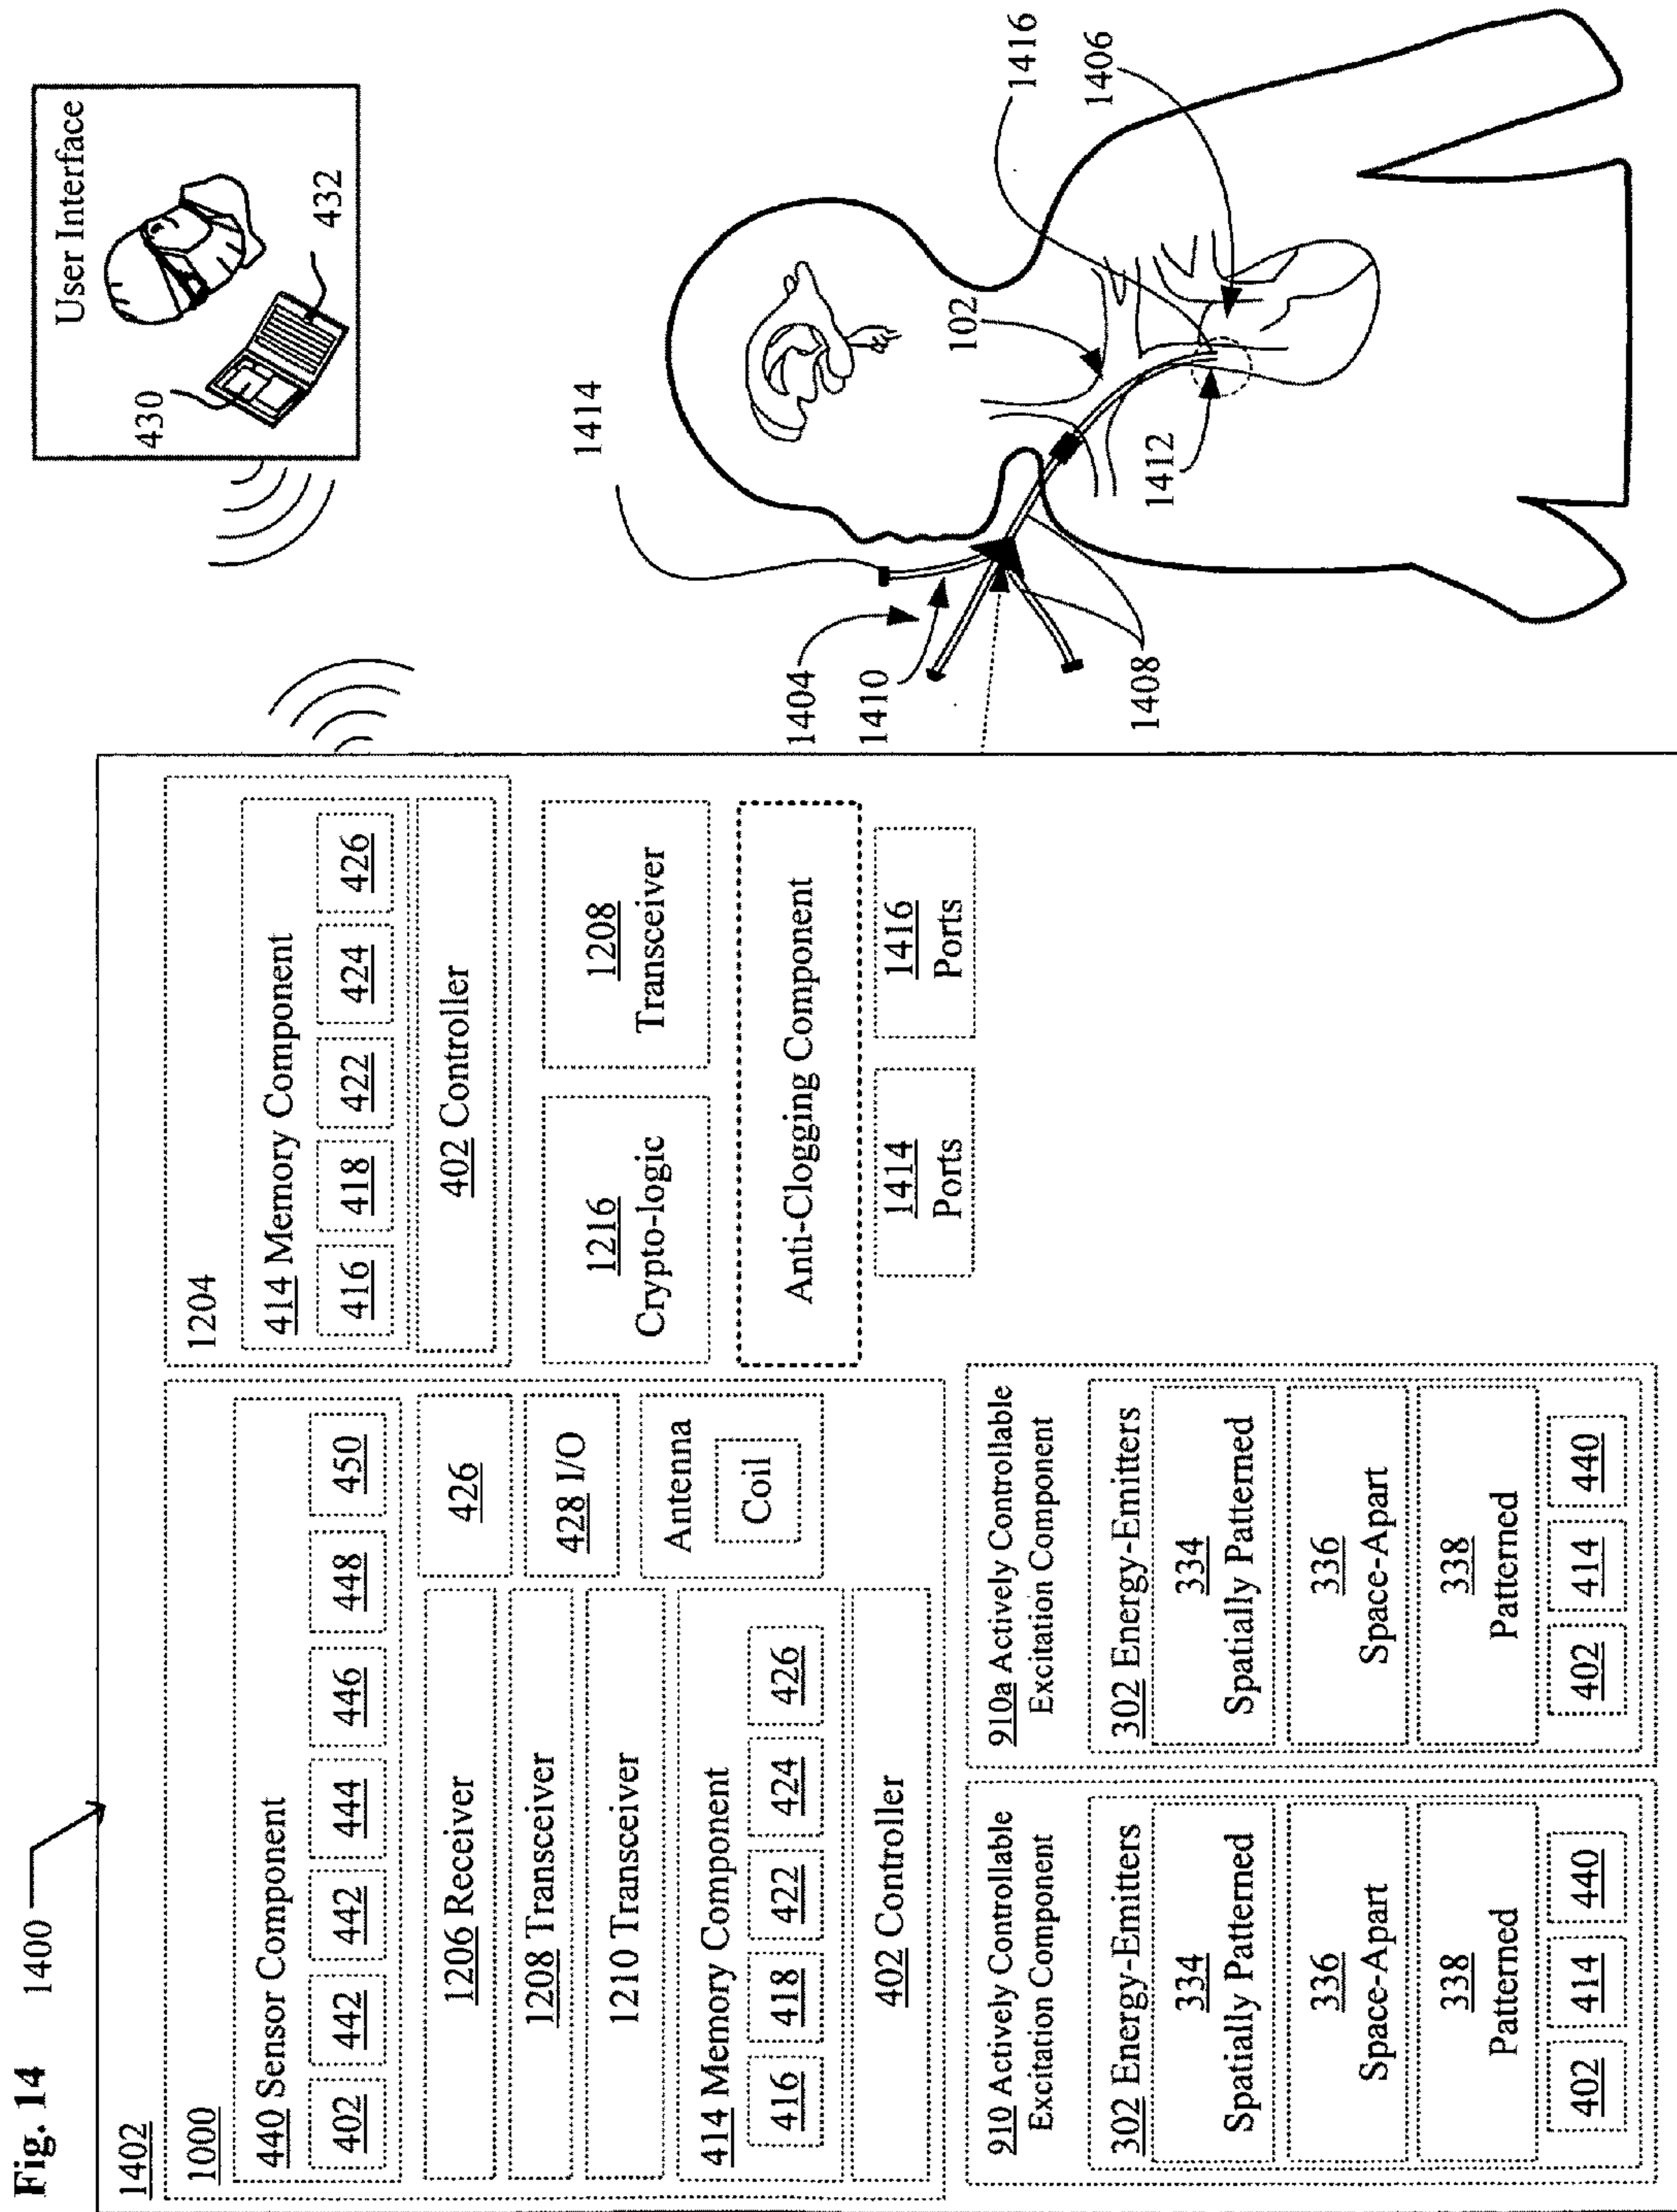 Fig. 14
1400
1402
1000
440 Sensor Component
402 442 442 444 446 448 450
1206 Receiver
426
1208 Transceiver
428 I/O
1210 Transceiver
Antenna
Coil
414 Memory Component
416 418 422 424 426
402 Controller
1204
414 Memory Component
416 418 422 424 426
402 Controller
1216
Crypto-logic
1208
Transceiver
Anti-Clogging Component
1414
Ports
1416
Ports
910 Actively Controllable
Excitation Component
302 Energy-Emitters
334
Spatially Patterned
336
Space-Apart
338
Patterned
402 414 440
910a Actively Controllable
Excitation Component
302 Energy-Emitters
334
Spatially Patterned
336
Space-Apart
338
Patterned
402 414 440
User Interface
430
432
1414
1404
1410
1408
102
1412
1416
1406